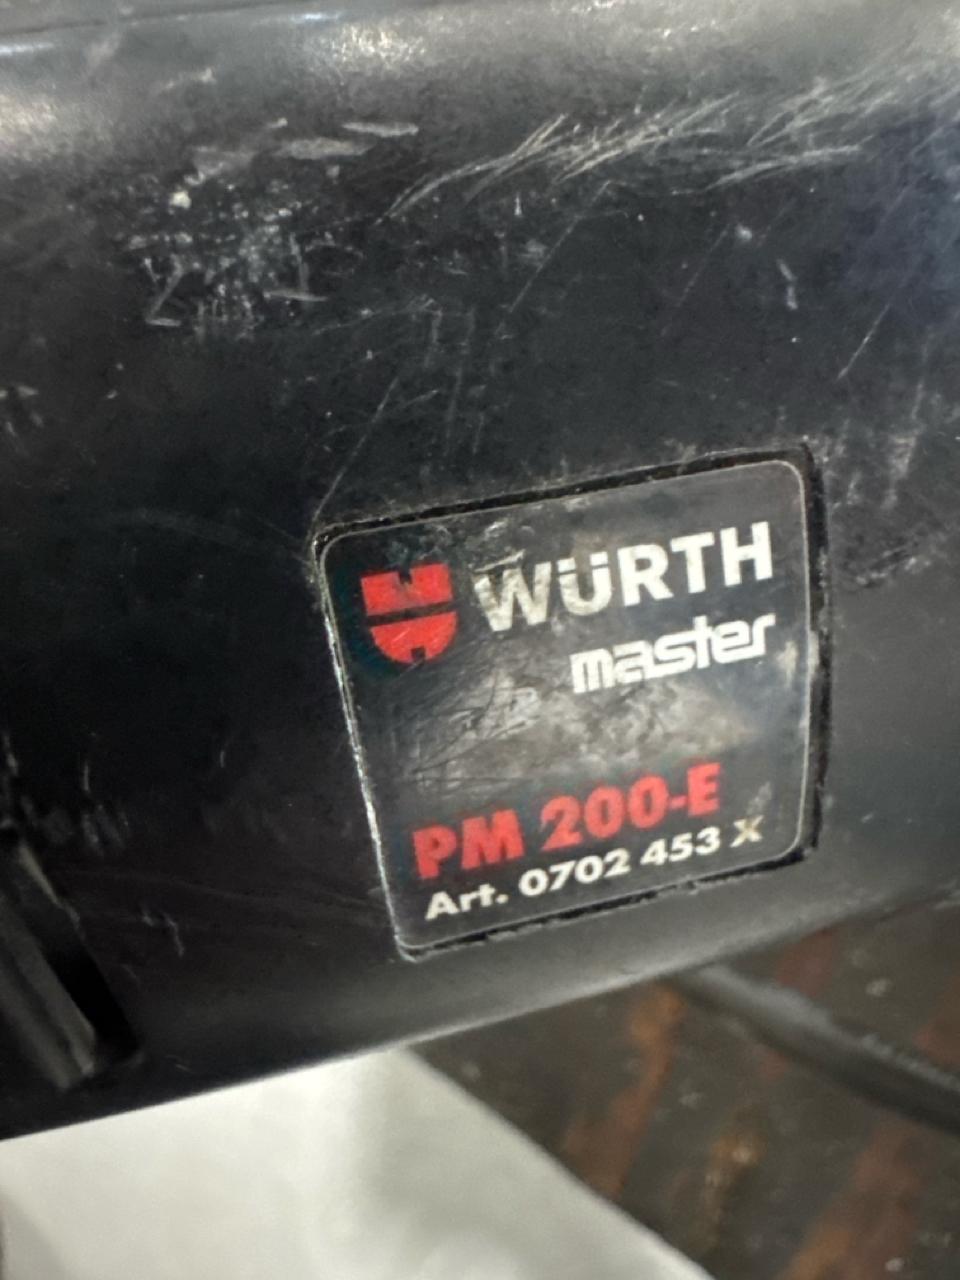 WÜRTH
master
PM 200-E
Art. 0702 453 X